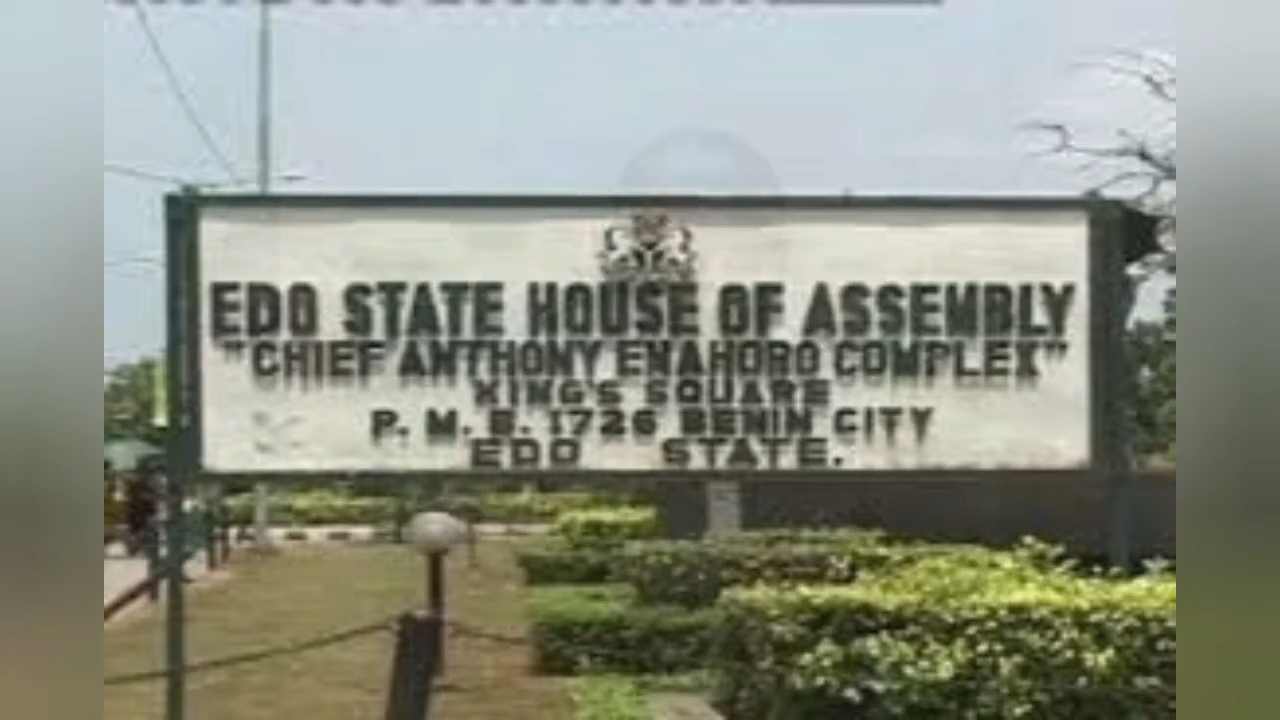 EDO STATE HOUSE OF ASSEMBLY
"CHIEF ANTHONY ENAHORO COMPLEX"
KING'S SQUARE
P. M. B. 1726 BENIN CITY
EDO STATE.